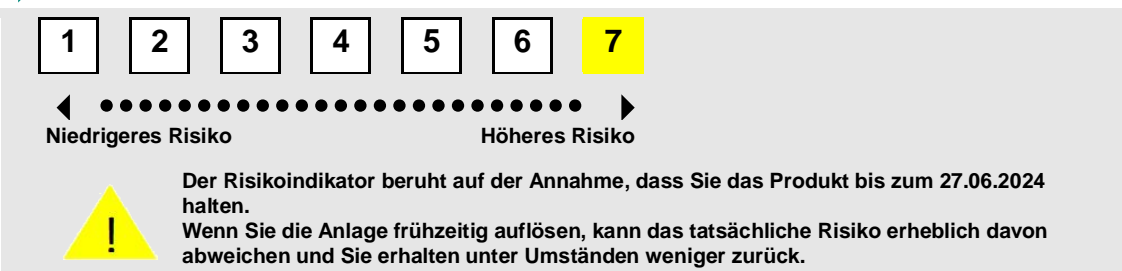 1 2 3 4 5 6 7
Niedrigeres Risiko Höheres Risiko
Der Risikoindikator beruht auf der Annahme, dass Sie das Produkt bis zum 27.06.2024
halten.
!
Wenn Sie die Anlage frühzeitig auflösen, kann das tatsächliche Risiko erheblich davon
abweichen und Sie erhalten unter Umständen weniger zurück.